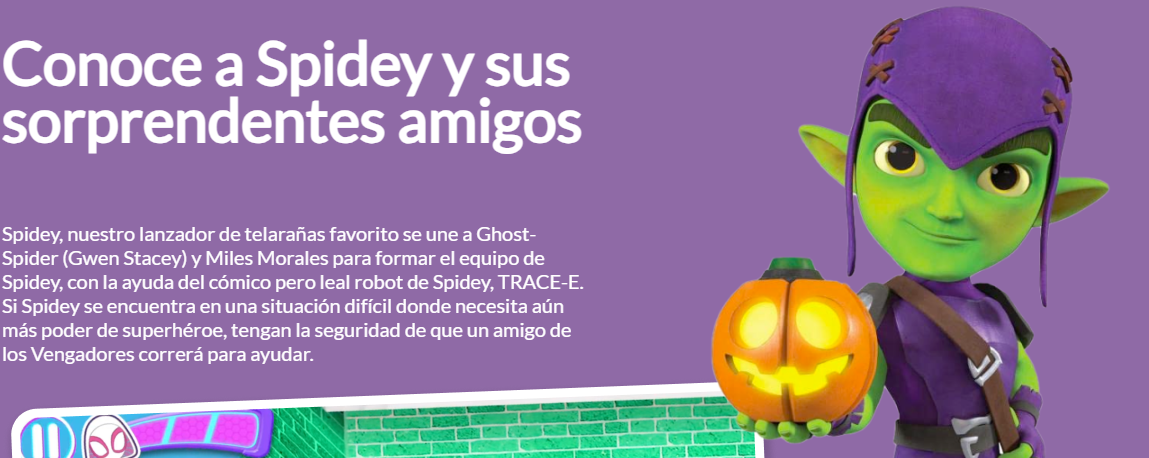 Conoce a Spidey y sus
sorprendentes amigos
Spidey, nuestro lanzador de telarañas favorito se une a Ghost-
Spider (Gwen Stacey) y Miles Morales para formar el equipo de
Spidey, con la ayuda del cómico pero leal robot de Spidey, TRACE-E.
Si Spidey se encuentra en una situación difícil donde necesita aún
más poder de superhéroe, tengan la seguridad de que un amigo de
los Vengadores correrá para ayudar.